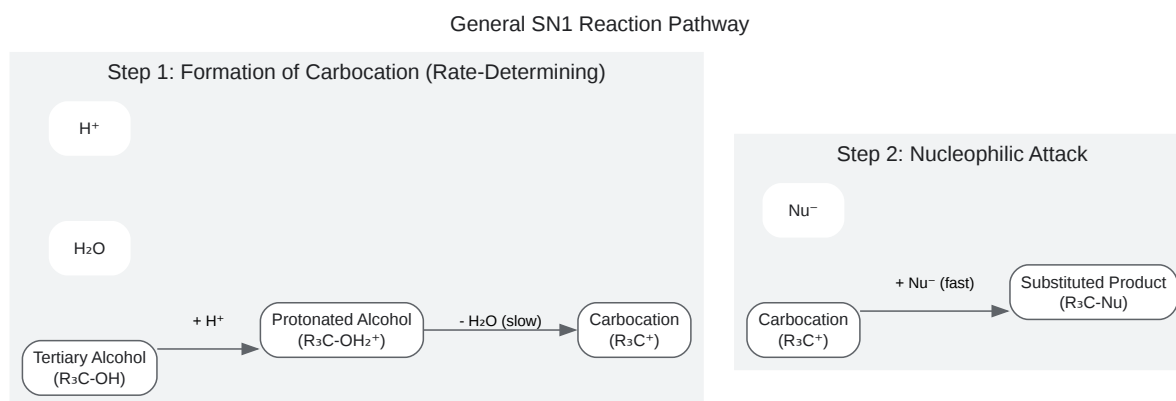 General SN1 Reaction Pathway
Step 1: Formation of Carbocation (Rate-Determining)
H⁺
H₂O
+ H⁺
Tertiary Alcohol
(R₃C-OH)
Protonated Alcohol
(R₃C-OH₂⁺)
- H₂O (slow)
Carbocation
(R₃C⁺)
Step 2: Nucleophilic Attack
Nu⁻
Carbocation
(R₃C⁺)
+ Nu⁻ (fast)
Substituted Product
(R₃C-Nu)